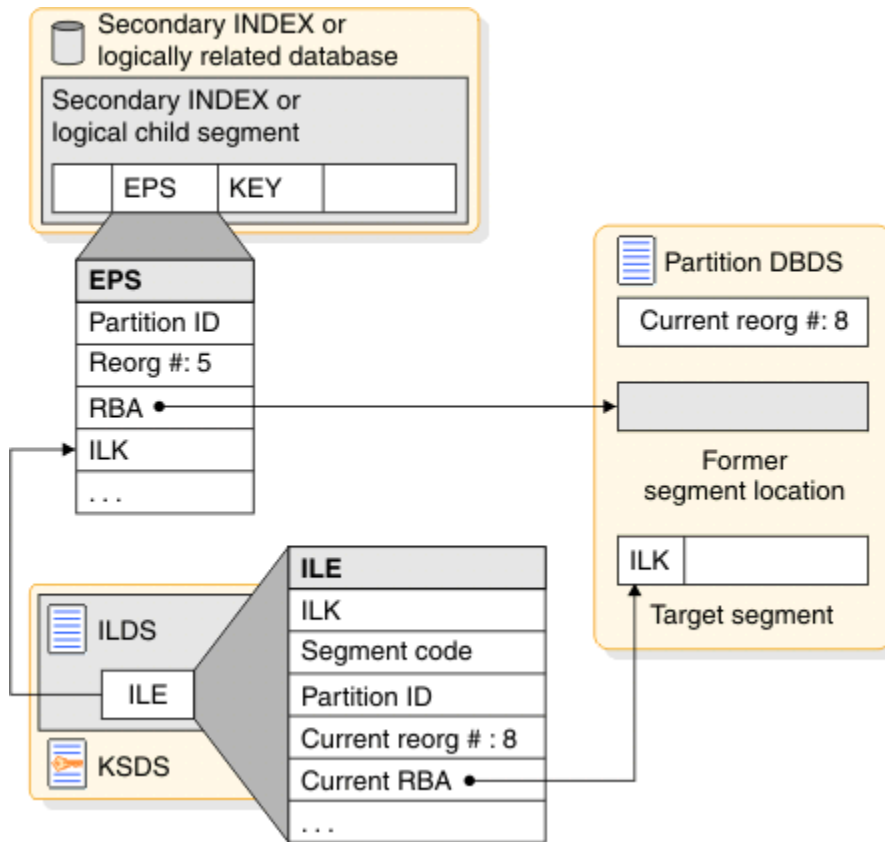 Secondary INDEX or
logically related database
Secondary INDEX or
logical child segment
EPS KEY
EPS
Partition ID
Reorg #: 5
RBA
ILK
. . .
Partition DBDS
Current reorg #: 8
Former
segment location
ILK
Target segment
ILDS
ILE
KSDS
ILE
ILK
Segment code
Partition ID
Current reorg # : 8
Current RBA
. . .